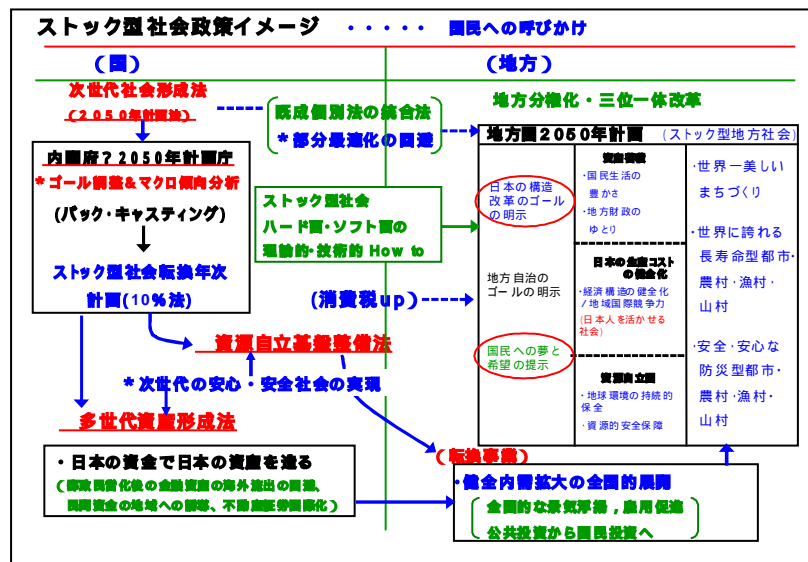 ストック型社会政策イメージ ・・・・・ 国民への呼びかけ
(国)
(地方)
次世代社会形成法
(2050年計画法)
既成個別法の統合法
*部分最適化の回避
地方分権化・三位一体改革
内閣府?2050年計画庁
*ゴール調整&マクロ傾向分析
(バック・キャスティング)
ストック型社会転換年次
計画(10%法)
ストック型社会
ハード面・ソフト面の
理論的・技術的 How to
(消費税up)
地方圏2050年計画 (ストック型地方社会)
日本の構造
改革のゴール
の明示
地方自治の
ゴールの明示
国民への夢と
希望の提示
資産蓄積
・国民生活の
豊かさ
・地方財政の
ゆとり
日本の生産コスト
の健全化
・経済構造の健全化
/地域国際競争力
(日本人を活かせる
社会)
資源自立圏
・地球環境の持続的
保全
・資源的安全保障
・世界一美しい
まちづくり
・世界に誇れる
長寿命型都市・
農村・漁村・
山村
・安全・安心な
防災型都市・
農村・漁村・
山村
資源自立基盤整備法
*次世代の安心・安全社会の実現
多世代資産形成法
・日本の資金で日本の資産を造る
(郵政民営化後の金融資産の海外流出の回避、
民間資金の地域への誘導、不動産証券国際化)
(転換事業)
・健全内需拡大の全国的展開
全国的な景気浮揚,雇用促進
公共投資から国民投資へ